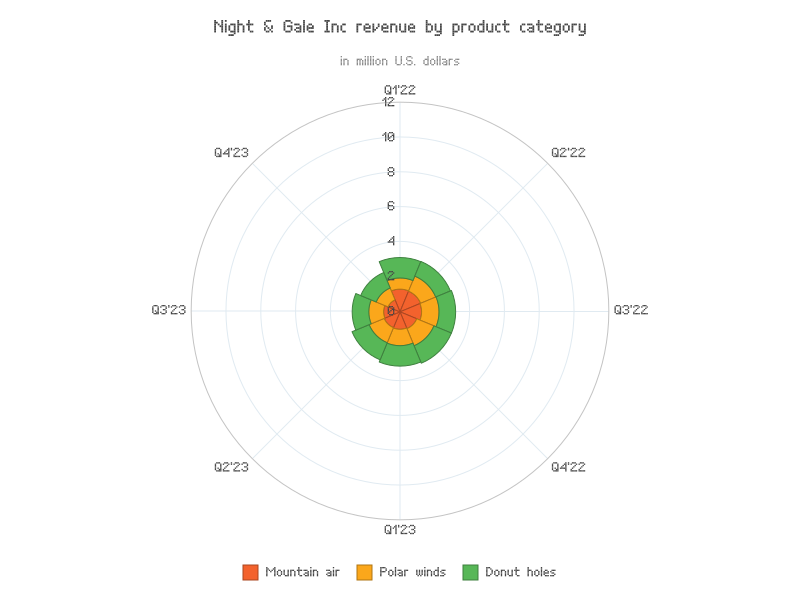 Night & Gale Inc revenue by product category
in million U.S. dollars
Q1'22
12
10
Q4'23
Q2'22
8
6
4
2
Q3'23
0
Q3'22
Q2'23
Q4'22
Q1'23
Mountain air
Polar winds
Donut holes